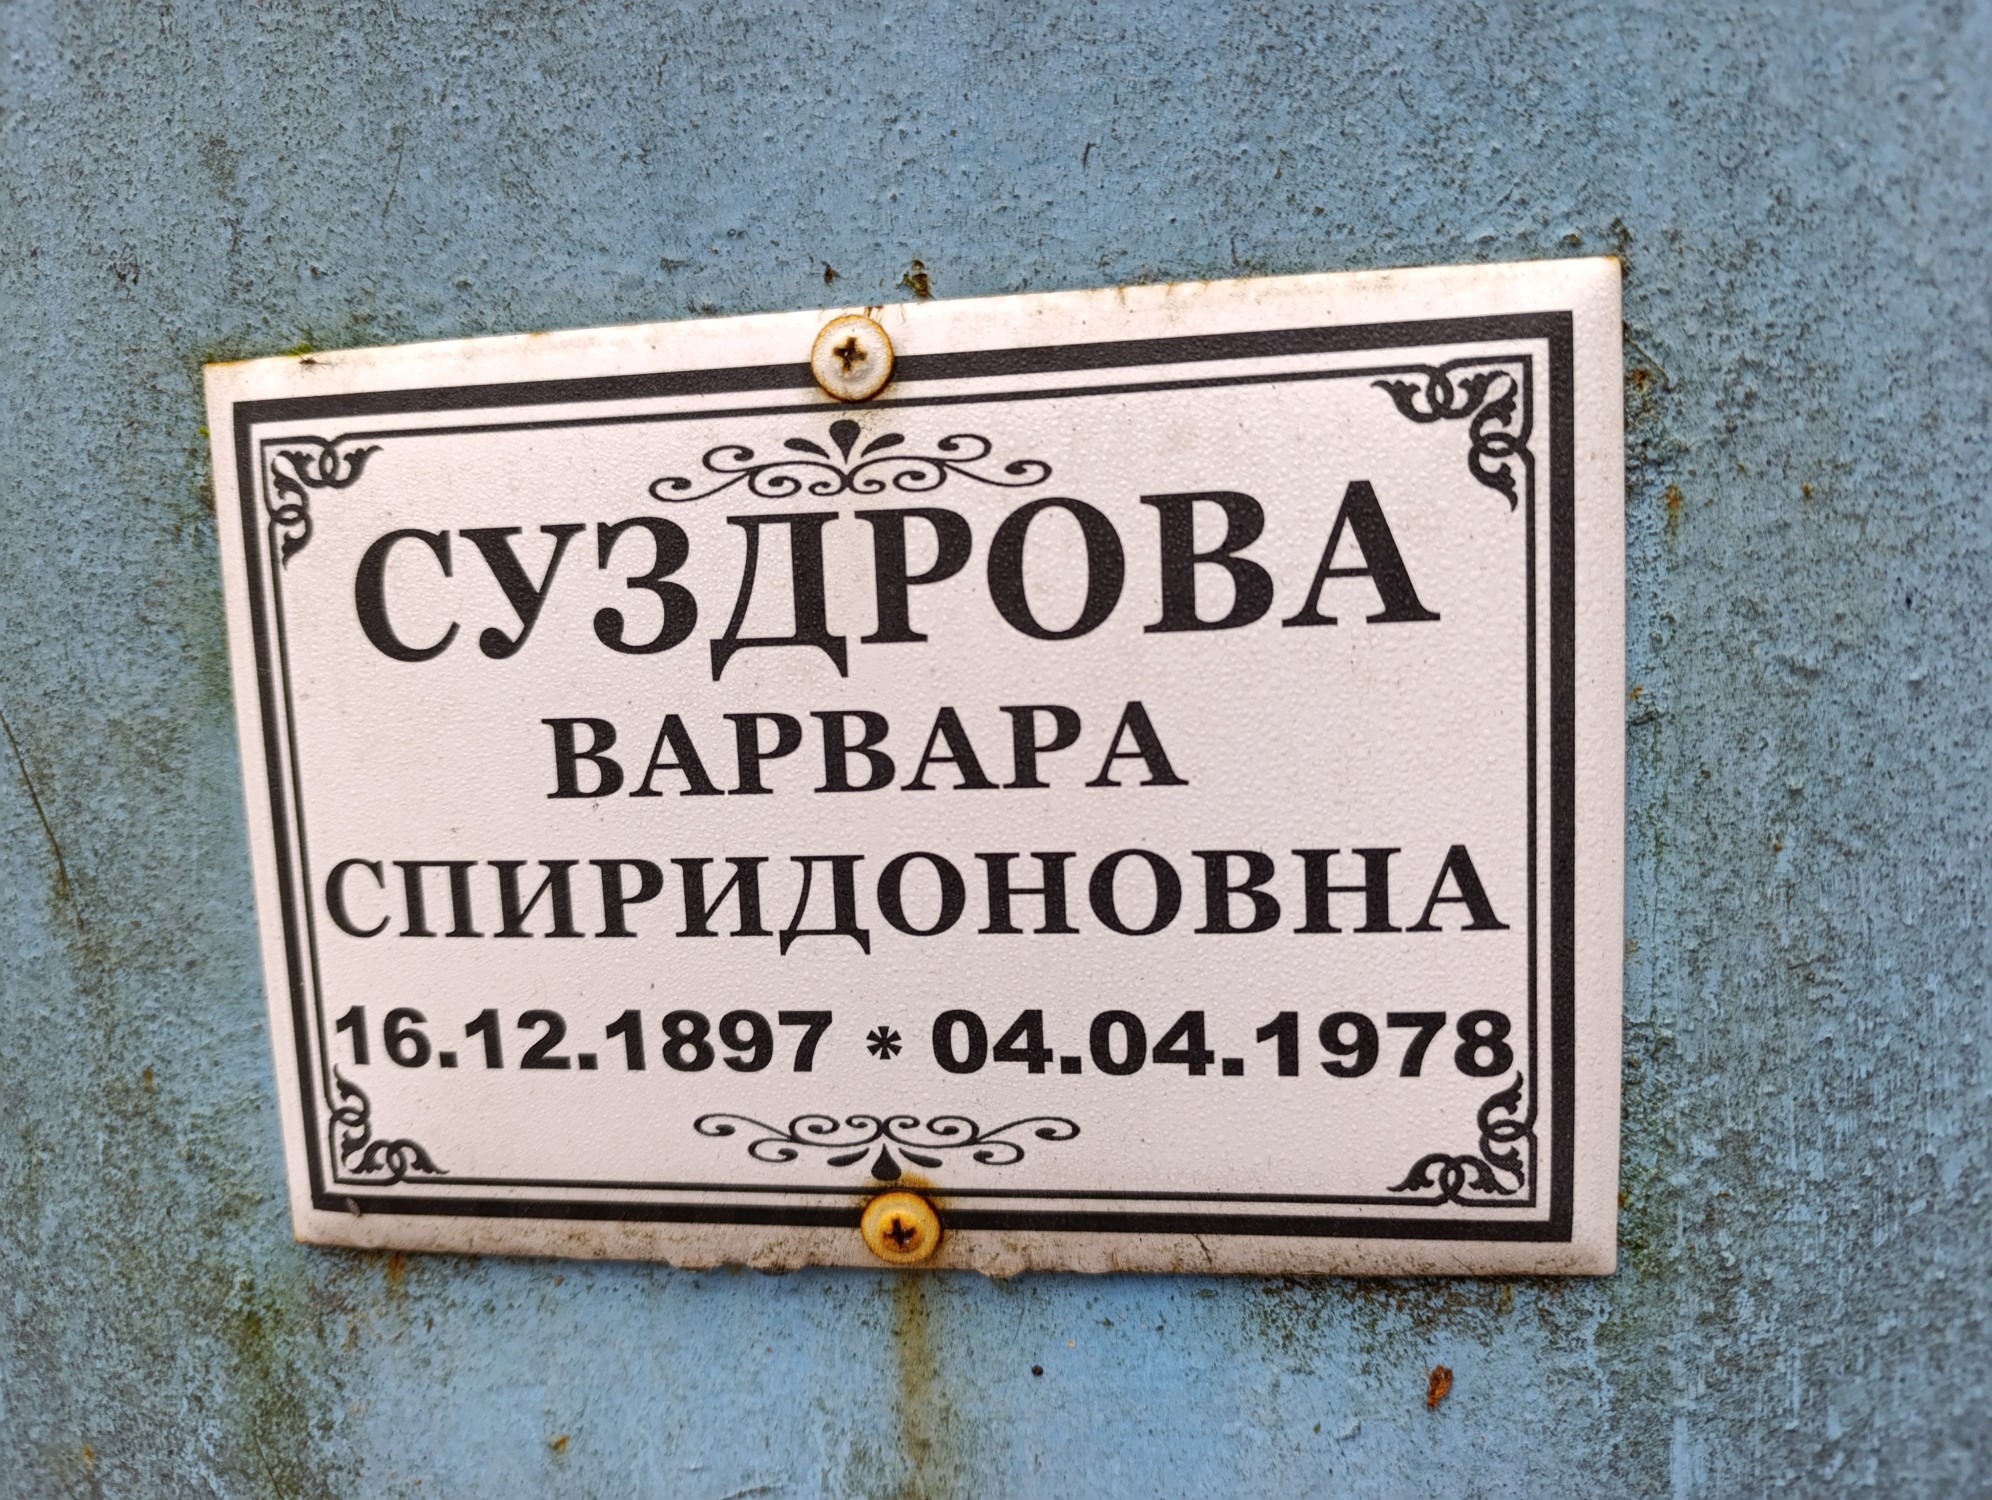 СУЗДРОВА
ВАРВАРА
СПИРИДОНОВНА
16.12.1897 * 04.04.1978